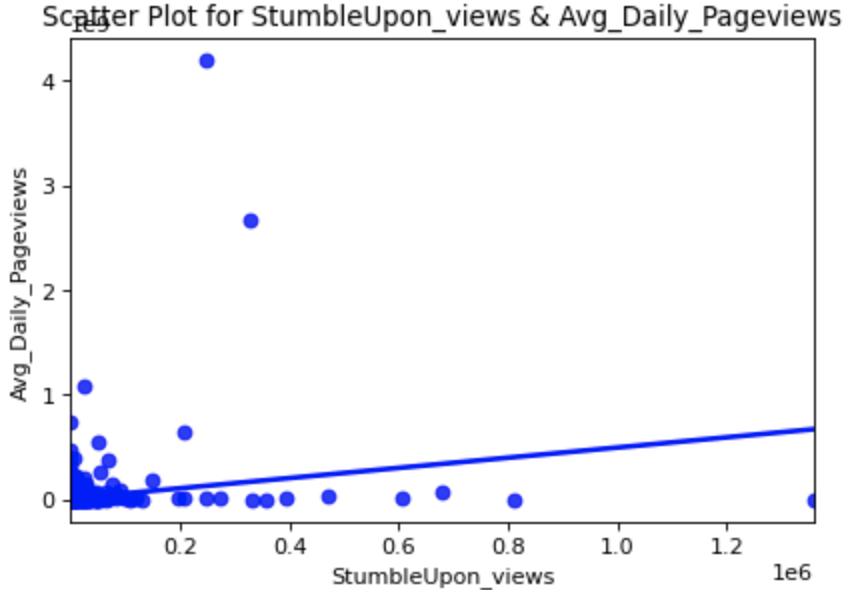 Scatter Plot for StumbleUpon_views & Avg_Daily_Pageviews
1e9
4
3
2
1
0
Avg_Daily_Pageviews
0.2 0.4 0.6 0.8 1.0 1.2
1e6
StumbleUpon_views